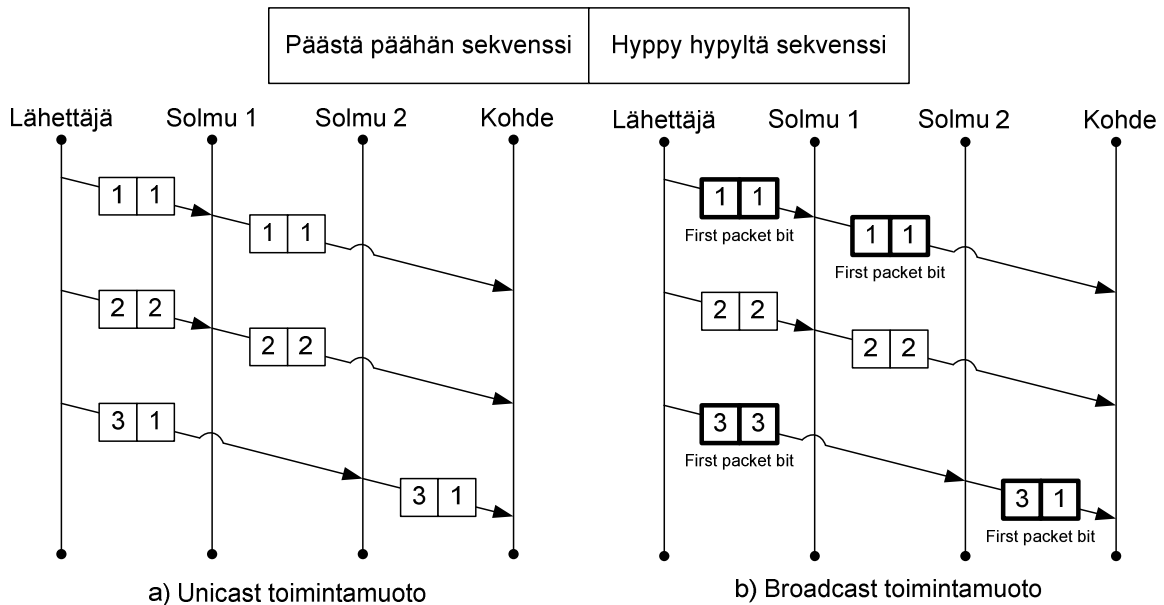 Päästä päähän sekvenssi Hyppy hypyltä sekvenssi
Lähettäjä Solmu 1 Solmu 2 Kohde
1 1
1 1
2 2
2 2
3 1
3 1
a) Unicast toimintamuoto
Lähettäjä Solmu 1 Solmu 2 Kohde
1 1
First packet bit
1 1
First packet bit
2 2
2 2
3 3
First packet bit
3 1
First packet bit
b) Broadcast toimintamuoto